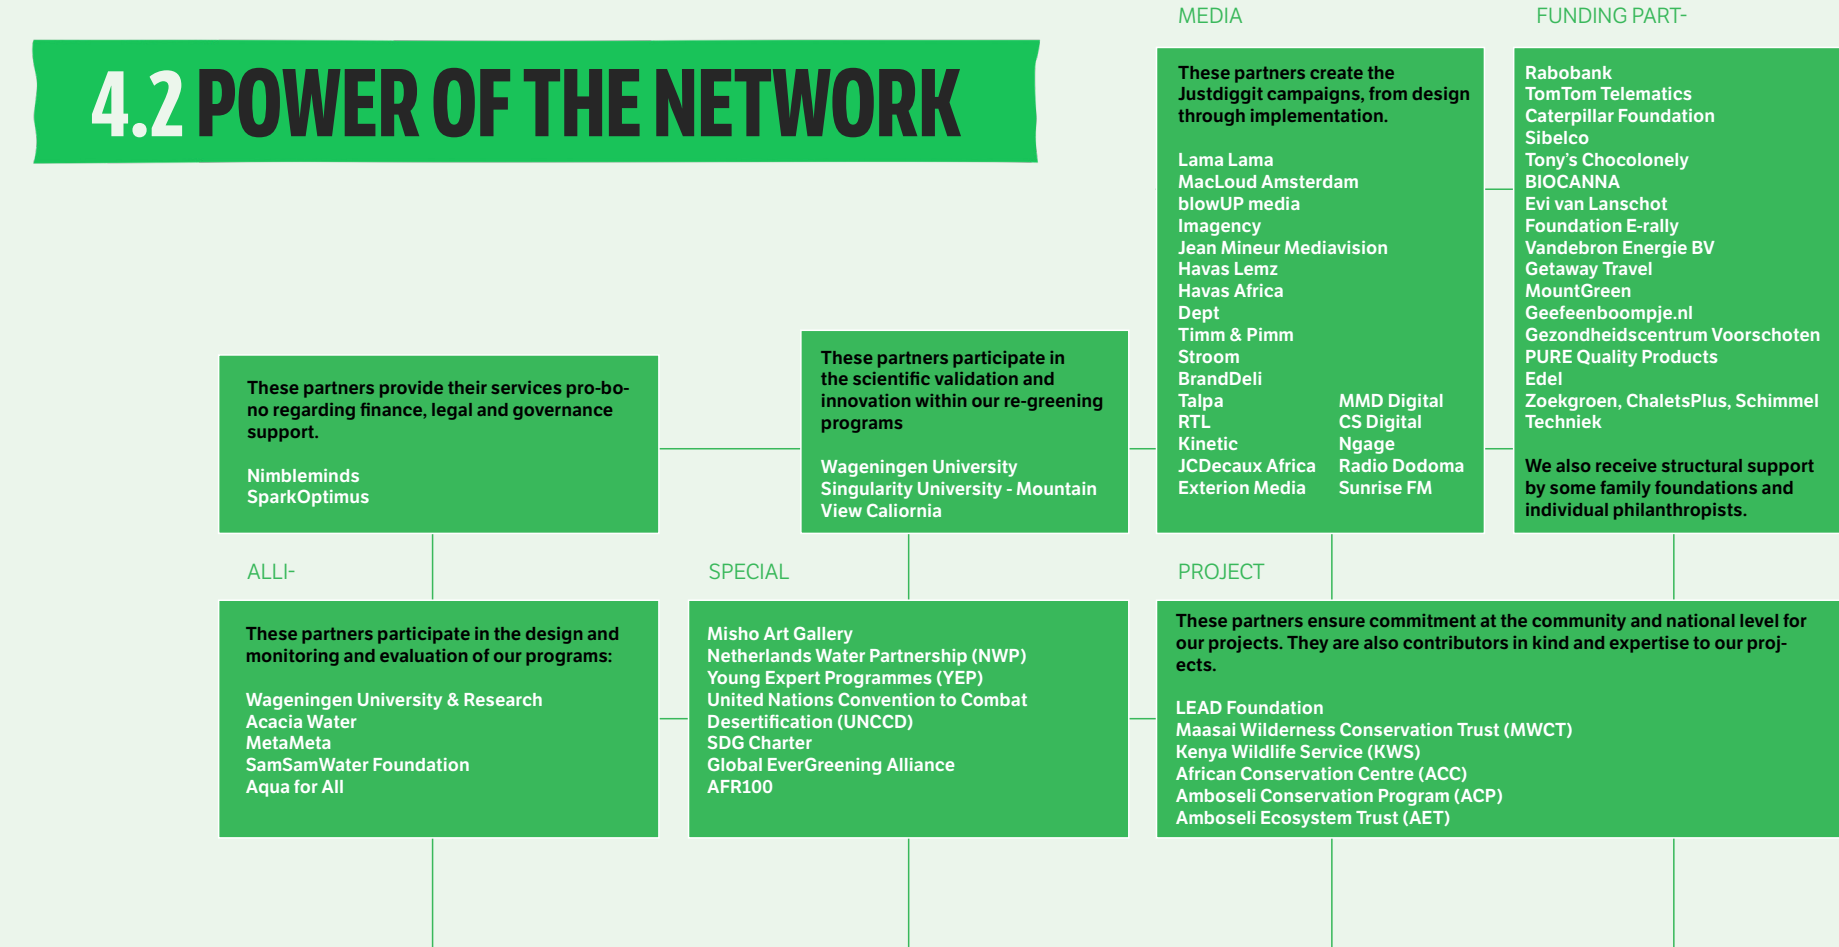 4.2 POWER OF THE NETWORK
MEDIA
These partners create the
Justdiggit campaigns, from design
through implementation.
Lama Lama
MacLoud Amsterdam
blowUP media
Imagency
Jean Mineur Mediavision
Havas Lemz
Havas Africa
Dept
Timm & Pimm
Stroom
BrandDeli
Talpa
RTL
Kinetic
JCDecaux Africa
Exterion Media
MMD Digital
CS Digital
Ngage
Radio Dodoma
Sunrise FM
FUNDING PART-
Rabobank
TomTom Telematics
Caterpillar Foundation
Sibelco
Tony's Chocolonely
BIOCANNA
Evi van Lanschot
Foundation E-rally
Vandebron Energie BV
Getaway Travel
MountGreen
Geefeenboompje.nl
Gezondheidscentrum Voorschoten
PURE Quality Products
Edel
Zoekgroen, ChaletsPlus, Schimmel
Techniek
We also receive structural support
by some family foundations and
individual philanthropists.
These partners provide their services pro-bo-
no regarding finance, legal and governance
support.
Nimbleminds
SparkOptimus
These partners participate in
the scientific validation and
innovation within our re-greening
programs
Wageningen University
Singularity University - Mountain
View Caliornia
ALLI-
These partners participate in the design and
monitoring and evaluation of our programs:
Wageningen University & Research
Acacia Water
MetaMeta
SamSamWater Foundation
Aqua for All
SPECIAL
Misho Art Gallery
Netherlands Water Partnership (NWP)
Young Expert Programmes (YEP)
United Nations Convention to Combat
Desertification (UNCCD)
SDG Charter
Global EverGreening Alliance
AFR100
PROJECT
These partners ensure commitment at the community and national level for
our projects. They are also contributors in kind and expertise to our proj-
ects.
LEAD Foundation
Maasai Wilderness Conservation Trust (MWCT)
Kenya Wildlife Service (KWS)
African Conservation Centre (ACC)
Amboseli Conservation Program (ACP)
Amboseli Ecosystem Trust (AET)